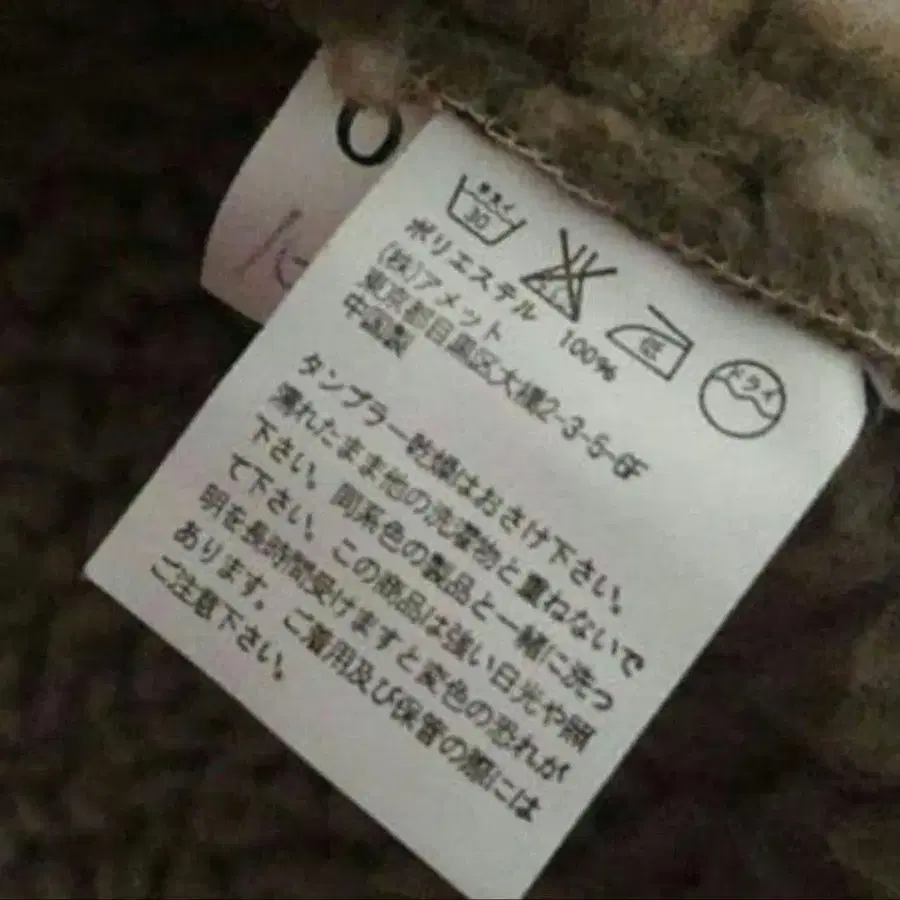 手洗イ
30
低
ドライ
ポリエステル 100%
(株)アメット
東京都目黒区大橋2-3-5-6F
中国製
タンブラー乾燥はおさけ下さい。
濡れたまま他の洗濯物と重ねないで
下さい。同系色の製品と一緒に洗っ
て下さい。この商品は強い日光や照
明を長時間受けますと変色の恐れが
あります。ご着用及び保管の際には
ご注意下さい。